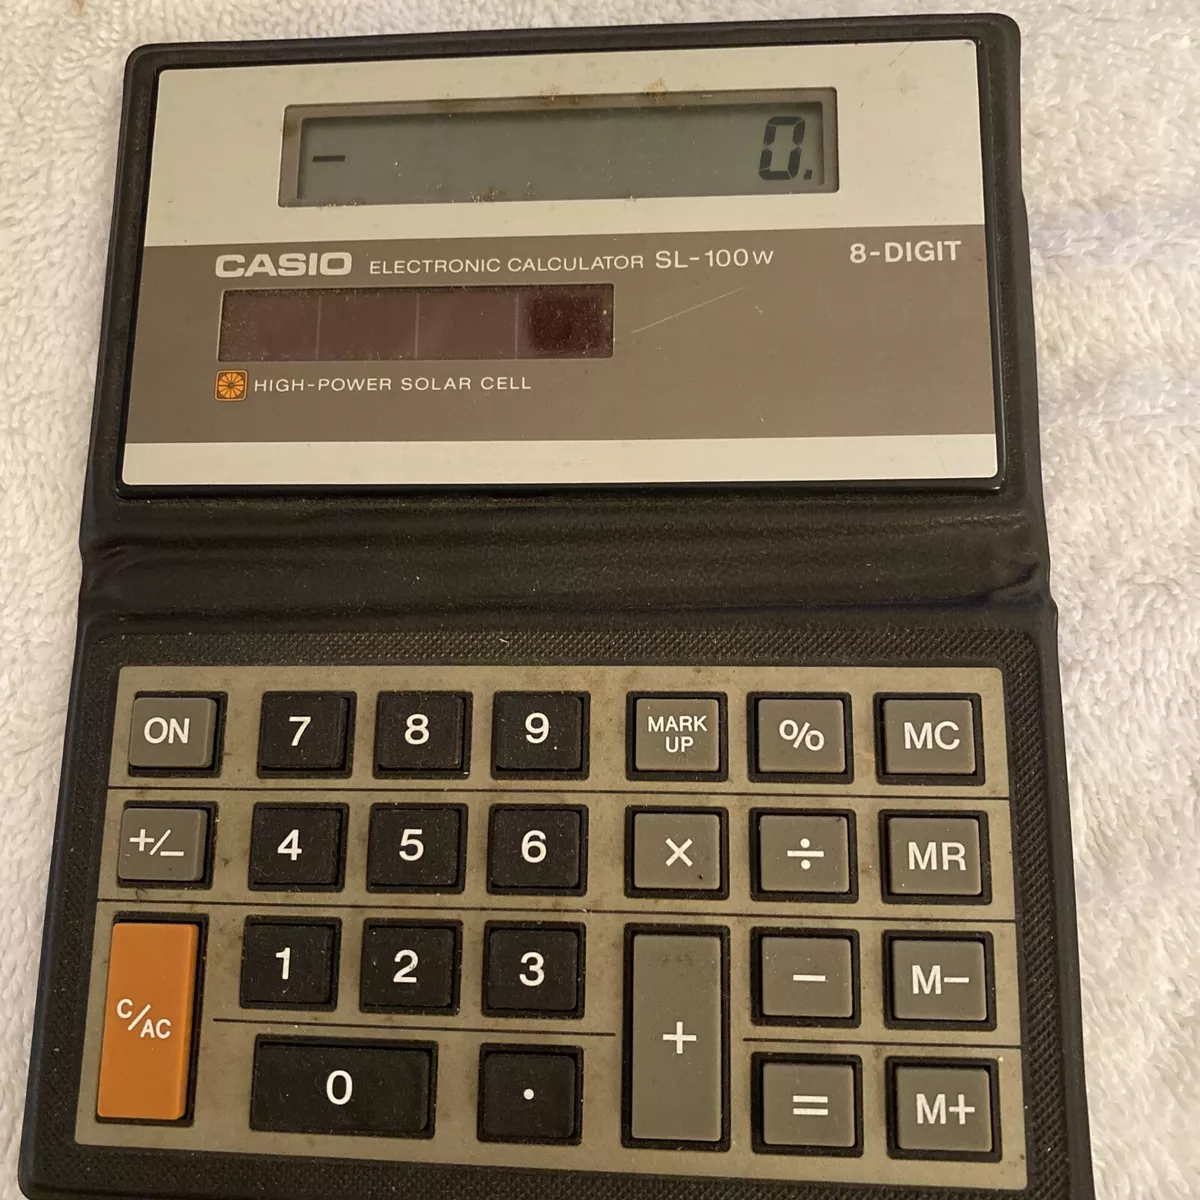 - 0.
CASIO ELECTRONIC CALCULATOR SL-100W 8-DIGIT
HIGH-POWER SOLAR CELL
ON 7 8 9 MARK UP % MC
+/− 4 5 6 × ÷ MR
C/AC 1 2 3 + − M−
0 . = M+